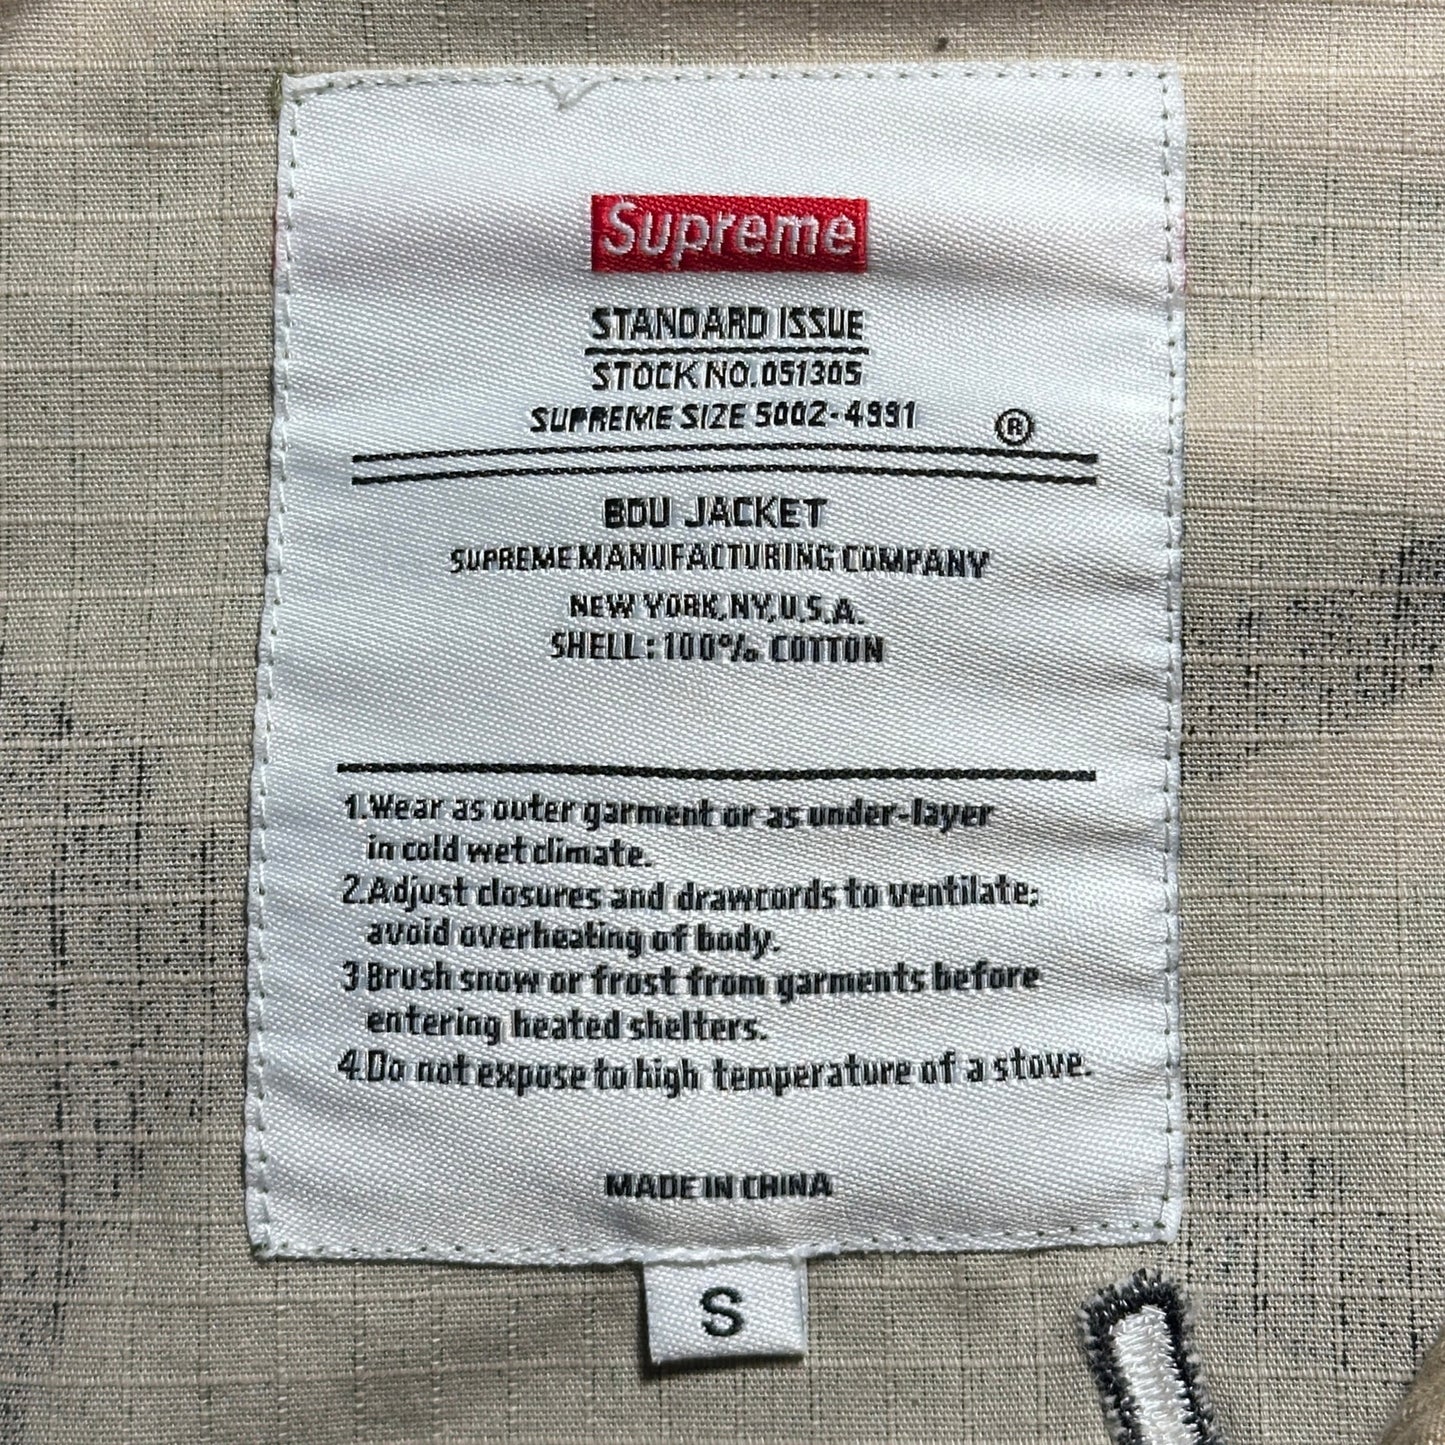 Supreme
STANDARD ISSUE
STOCK NO. 051305
SUPREME SIZE 5002-4991 ®
BDU JACKET
SUPREME MANUFACTURING COMPANY
NEW YORK, NY, U.S.A.
SHELL: 100% COTTON
1.Wear as outer garment or as under-layer
in cold wet climate.
2.Adjust closures and drawcords to ventilate;
avoid overheating of body.
3 Brush snow or frost from garments before
entering heated shelters.
4.Do not expose to high temperature of a stove.
MADE IN CHINA
S